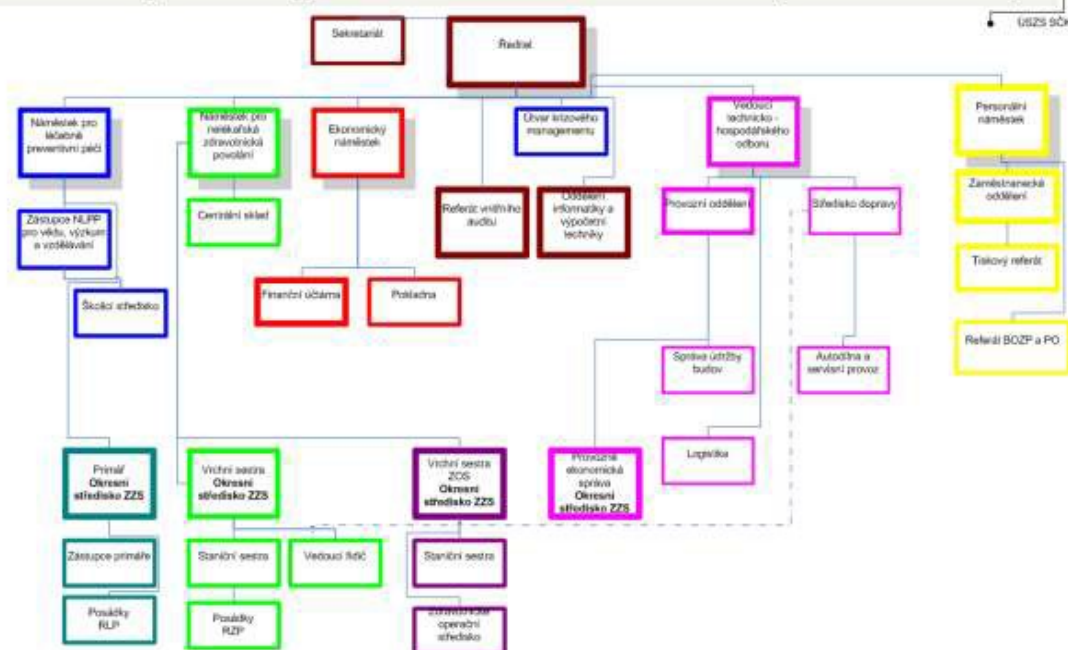 ÚSZS SČK
Sekretariát
Ředitel
Náměstek pro
léčebně
preventivní péči
Náměstek pro
nelékařská
zdravotnická
povolání
Ekonomický
náměstek
Útvar krizového
managementu
Vedoucí
technicko -
hospodářského
odboru
Personální
náměstek
Zástupce NLPP
pro vědu, výzkum
a vzdělávání
Centrální sklad
Referát vnitřního
auditu
Oddělení
informatiky a
výpočetní
techniky
Provozní oddělení
Středisko dopravy
Zaměstnanecké
oddělení
Tiskový referát
Školící středisko
Finanční účtárna
Pokladna
Správa údržby
budov
Autodílna a
servisní provoz
Referát BOZP a PO
Primář
Okresní
středisko ZZS
Vrchní sestra
Okresní
středisko ZZS
Vrchní sestra
ZOS
Okresní
středisko ZZS
Provozně
ekonomická
správa
Okresní
středisko ZZS
Logistika
Zástupce primáře
Staniční sestra
Vedoucí řidič
Staniční sestra
Posádky
RLP
Posádky
RZP
Zdravotnické
operační
středisko